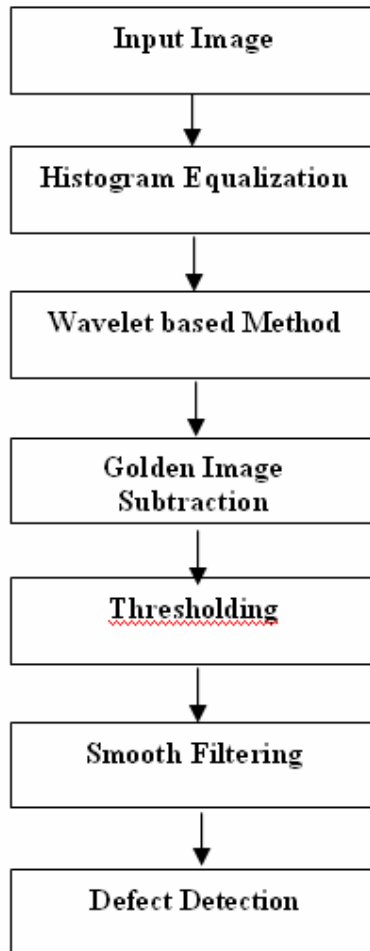 Input Image
Histogram Equalization
Wavelet based Method
Golden Image
Subtraction
Thresholding
Smooth Filtering
Defect Detection